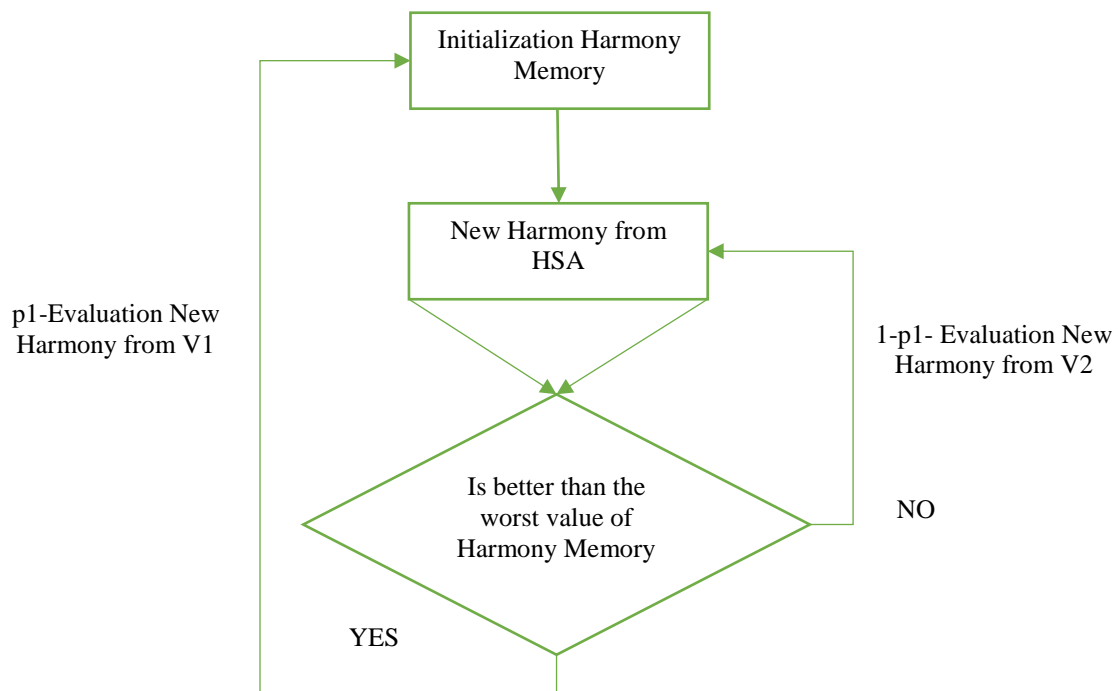 Initialization Harmony
Memory
New Harmony from
HSA
p1-Evaluation New
Harmony from V1
1-p1- Evaluation New
Harmony from V2
Is better than the
worst value of
Harmony Memory
NO
YES